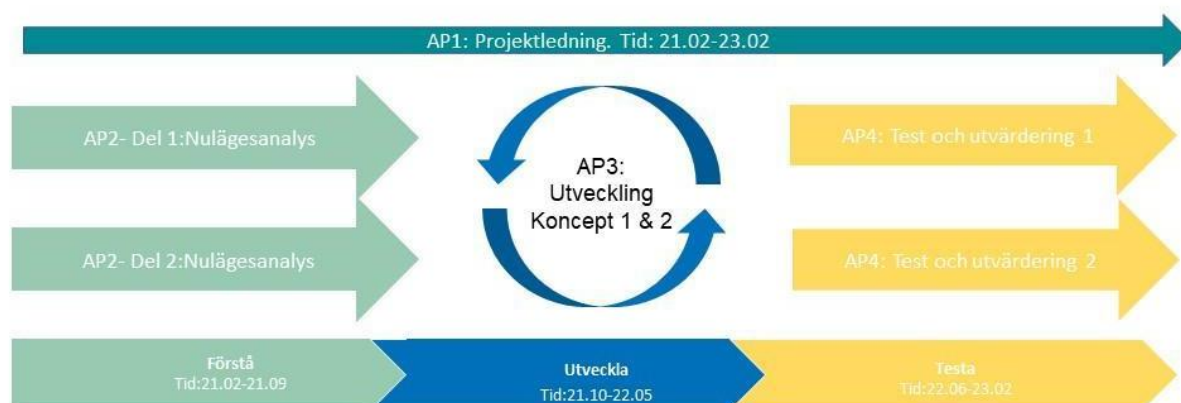 AP1: Projektledning. Tid: 21.02-23.02
AP2- Del 1:Nulägesanalys
AP2- Del 2:Nulägesanalys
AP3:
Utveckling
Koncept 1 & 2
AP4: Test och utvärdering 1
AP4: Test och utvärdering 2
Förstå
Tid:21.02-21.09
Utveckla
Tid:21.10-22.05
Testa
Tid:22.06-23.02